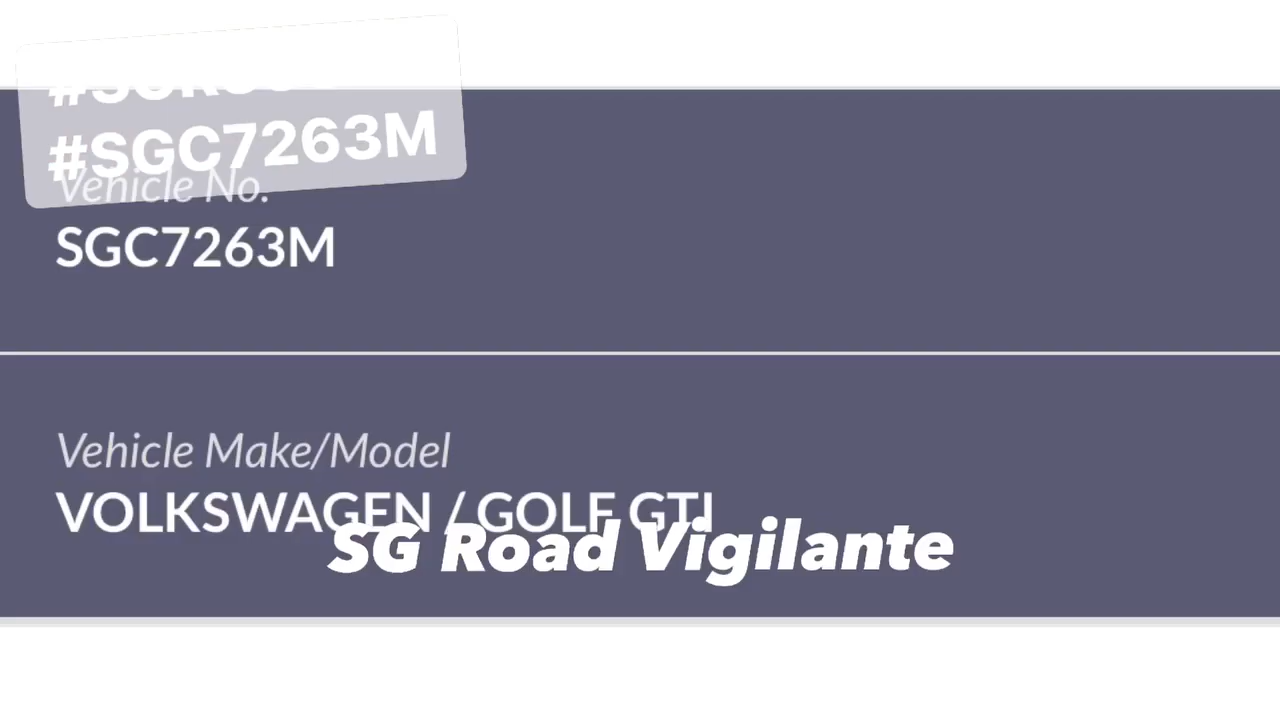 #SGC7263M
Vehicle No.
SGC7263M
Vehicle Make/Model
VOLKSWAGEN / GOLF GTI
SG Road Vigilante